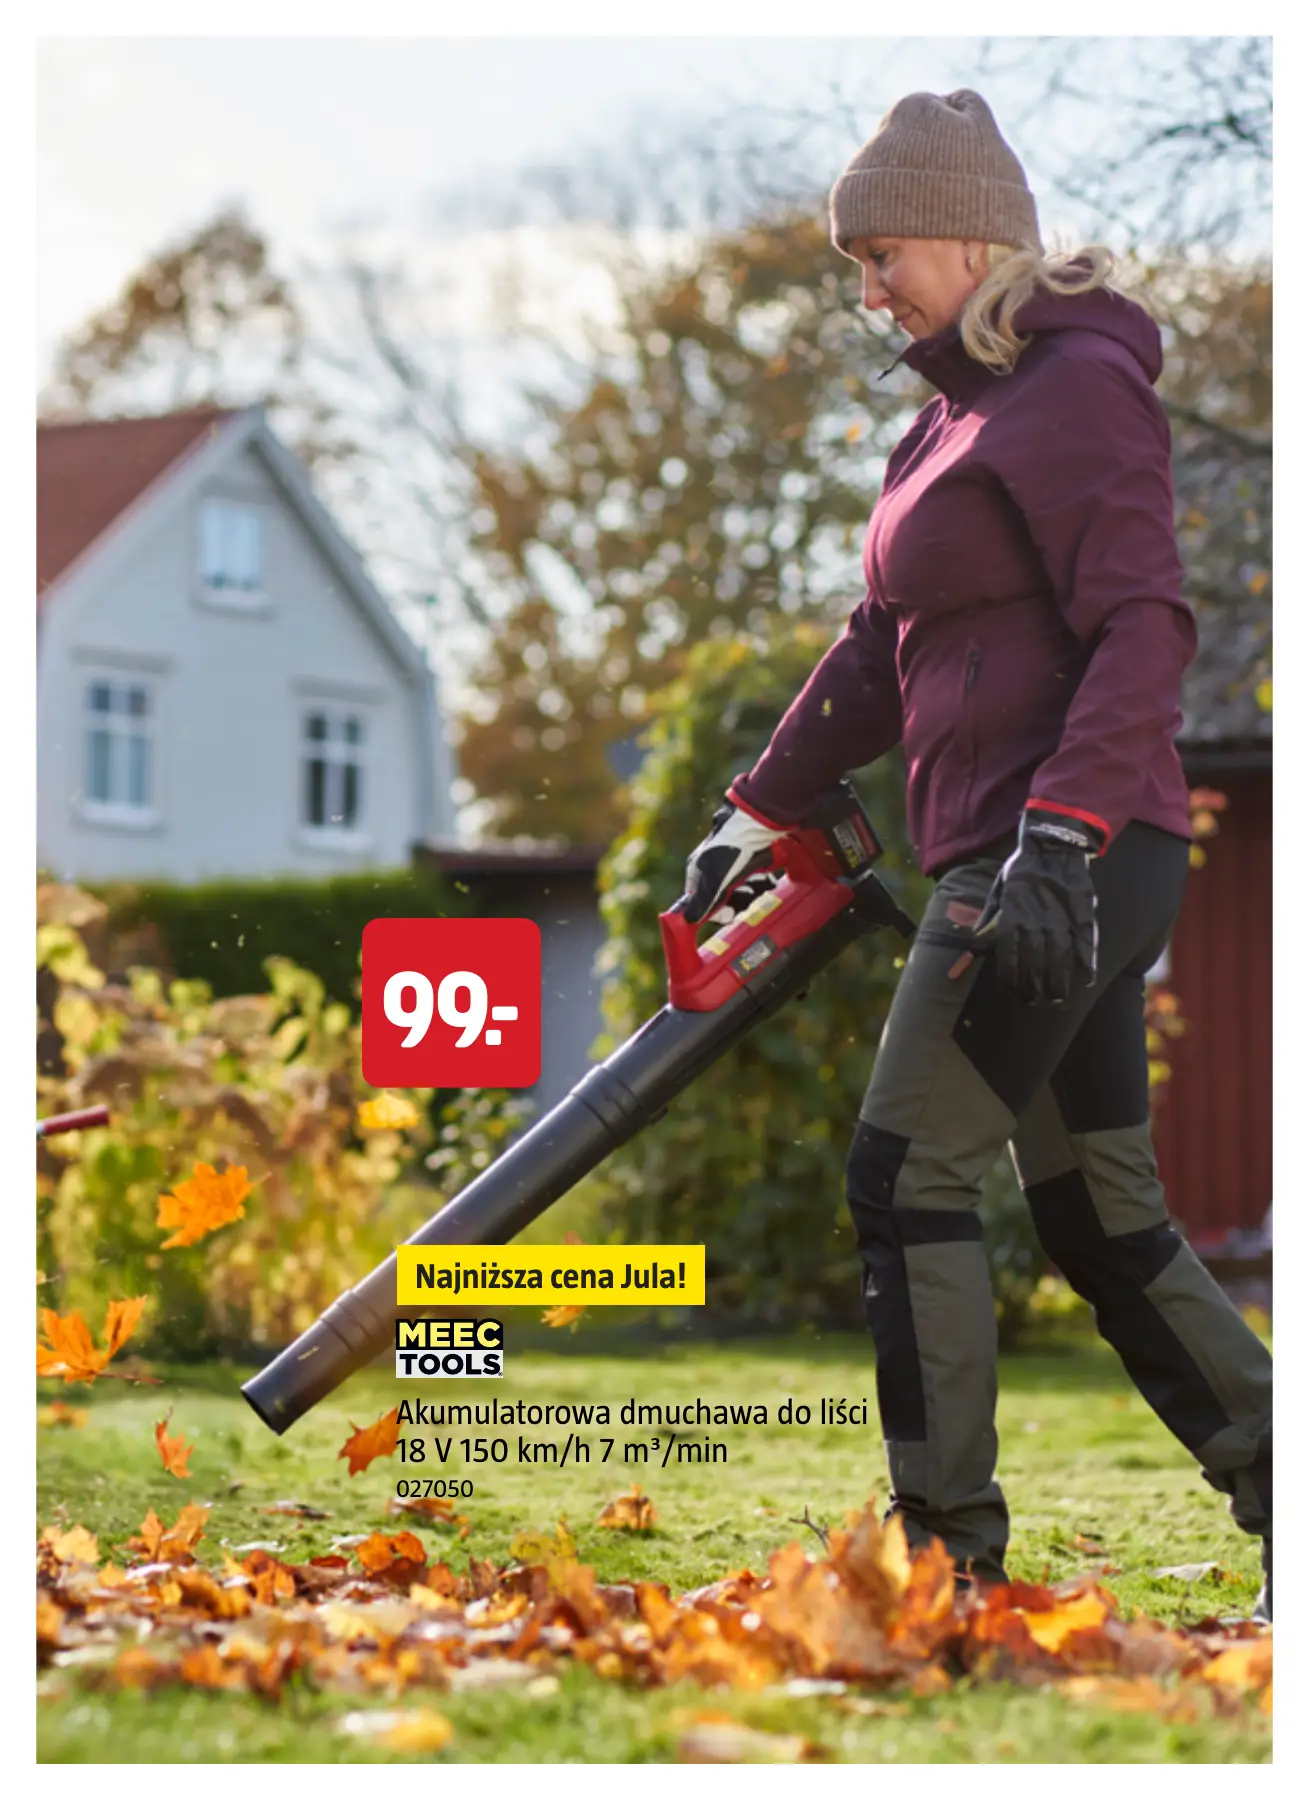 99.-
Najniższa cena Jula!
MEEC
TOOLS
Akumulatorowa dmuchawa do liści
18 V 150 km/h 7 m³/min
027050